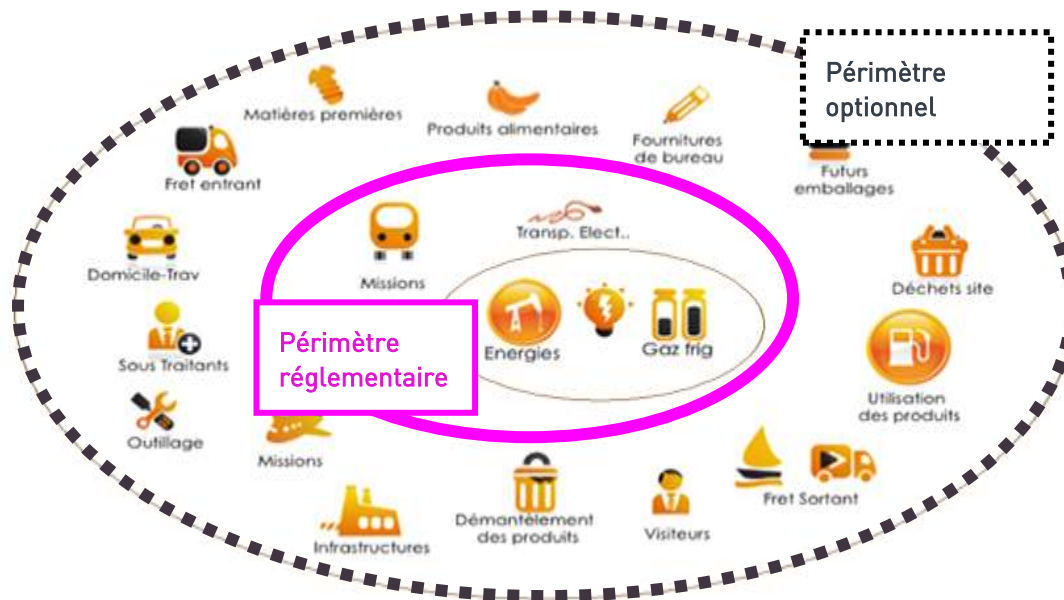 Périmètre
optionnel
Matières premières
Produits alimentaires
Fournitures
de bureau
Futurs
emballages
Fret entrant
Transp. Elect..
Domicile-Trav
Missions
Déchets site
Périmètre
réglementaire
Energies
Gaz frig
Sous Traitants
Utilisation
des produits
Outillage
Missions
Fret Sortant
Démantèlement
des produits
Visiteurs
Infrastructures